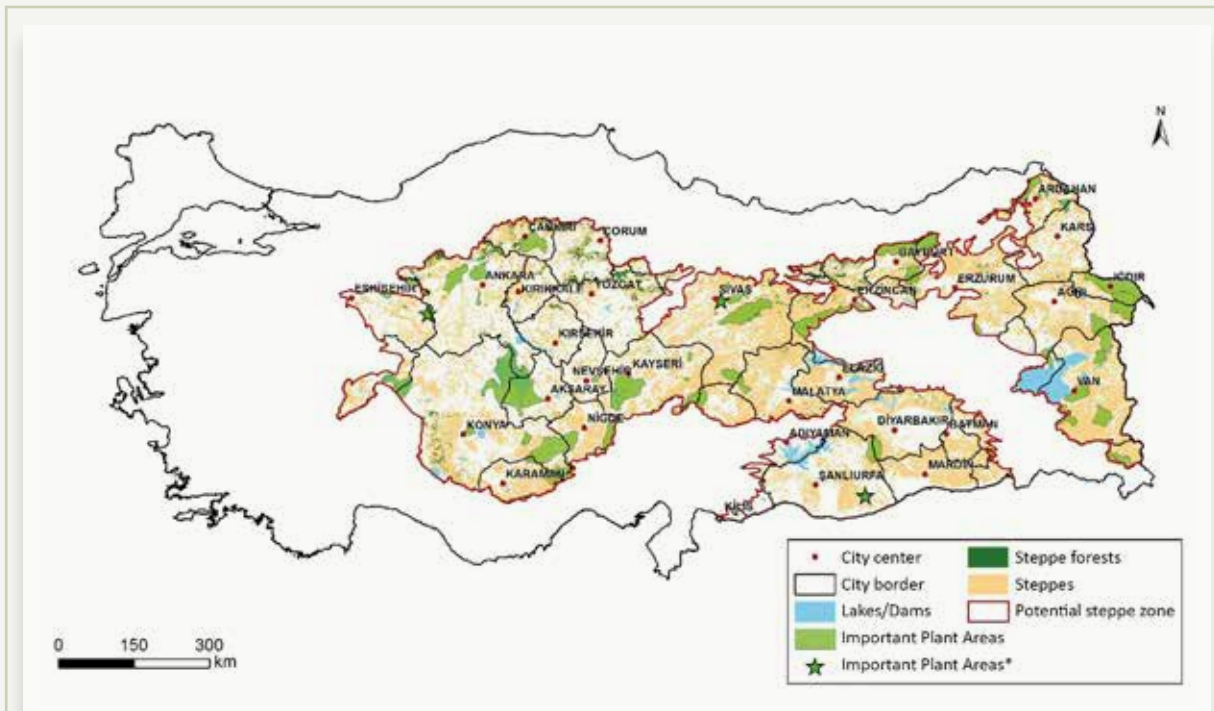 N
ARDAHAN
KARS
ÇANKIRI
ÇORUM
BAYBURT
IĞDIR
ANKARA
ERZURUM
ESKİŞEHİR
KIRIKKALE
YOZGAT
SİVAS
ERZİNCAN
AĞRI
KIRŞEHİR
NEVŞEHİR
KAYSERİ
ELAZIĞ
VAN
AKSARAY
MALATYA
NİĞDE
DİYARBAKIR
BATMAN
KONYA
ADIYAMAN
KARAMAN
ŞANLIURFA
MARDİN
KİLİS
City center
Steppe forests
City border
Steppes
Lakes/Dams
Potential steppe zone
Important Plant Areas
Important Plant Areas*
0 150 300
km